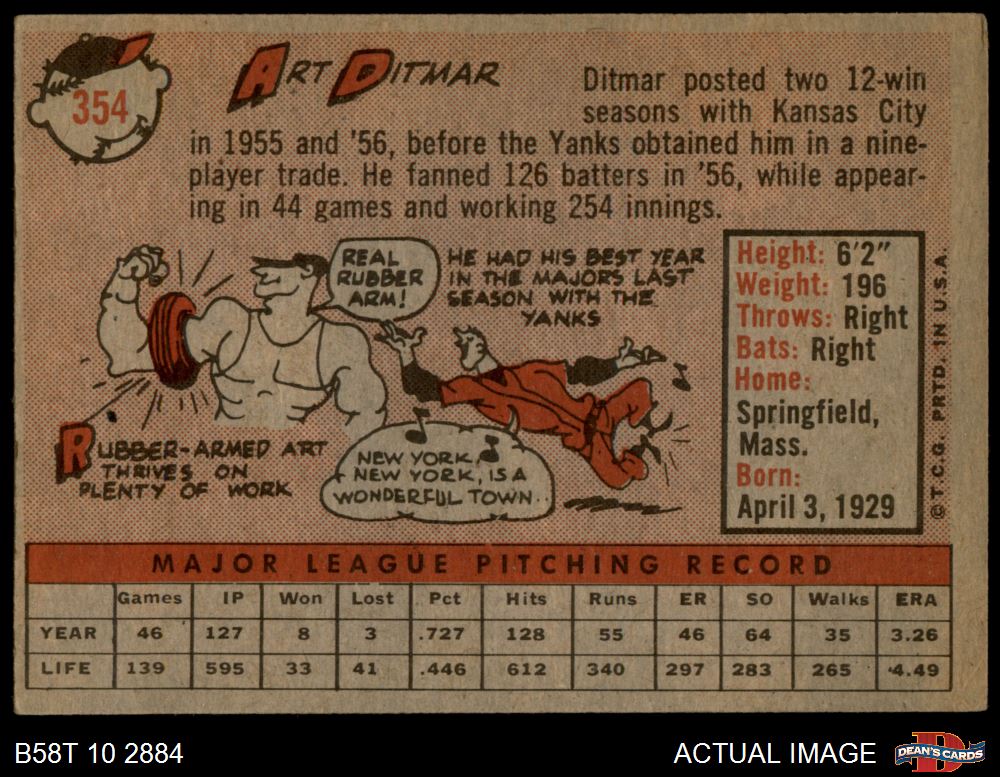 354
ART DITMAR
Ditmar posted two 12-win
seasons with Kansas City
in 1955 and '56, before the Yanks obtained him in a nine-
player trade. He fanned 126 batters in '56, while appear-
ing in 44 games and working 254 innings.
REAL
RUBBER
ARM!
HE HAD HIS BEST YEAR
IN THE MAJORS LAST
SEASON WITH THE
YANKS
RUBBER-ARMED ART
THRIVES ON
PLENTY OF WORK
NEW YORK,
NEW YORK, IS A
WONDERFUL TOWN..
Height: 6'2"
Weight: 196
Throws: Right
Bats: Right
Home:
Springfield,
Mass.
Born:
April 3, 1929
© T.C.G. PRTD. IN U.S.A.
MAJOR LEAGUE PITCHING RECORD
Games IP Won Lost Pct Hits Runs ER SO Walks ERA
YEAR 46 127 8 3 .727 128 55 46 64 35 3.26
LIFE 139 595 33 41 .446 612 340 297 283 265 4.49
B58T 10 2884
ACTUAL IMAGE
D
DEAN'S CARDS